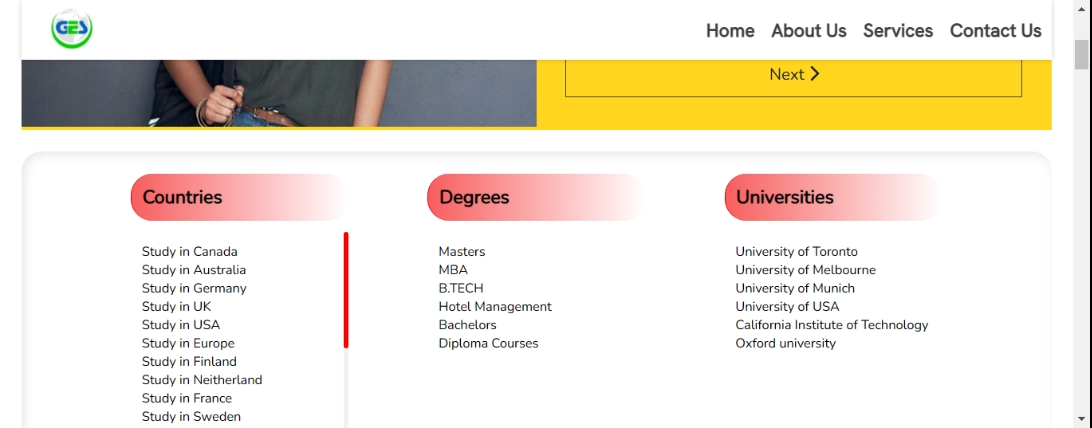 GES
Home About Us Services Contact Us
Next
Countries
Study in Canada
Study in Australia
Study in Germany
Study in UK
Study in USA
Study in Europe
Study in Finland
Study in Neitherland
Study in France
Study in Sweden
Degrees
Masters
MBA
B.TECH
Hotel Management
Bachelors
Diploma Courses
Universities
University of Toronto
University of Melbourne
University of Munich
University of USA
California Institute of Technology
Oxford university